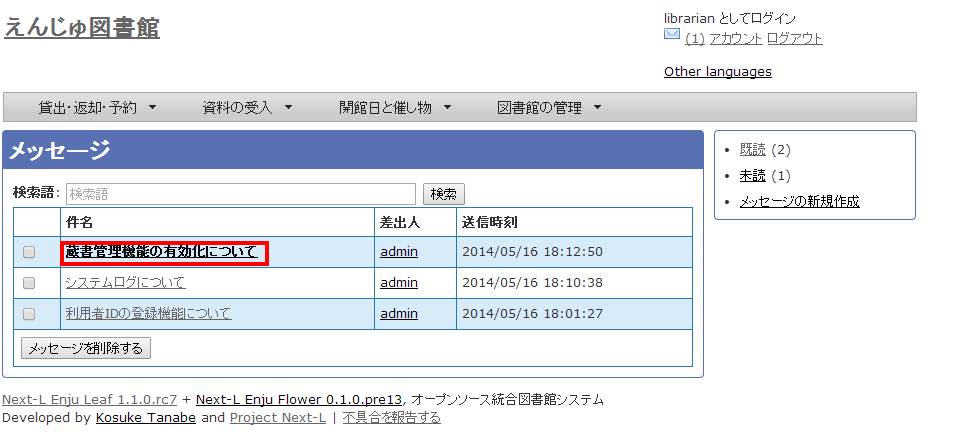 えんじゅ図書館
librarian としてログイン
(1) アカウント ログアウト
Other languages
貸出・返却・予約 資料の受入 開館日と催し物 図書館の管理
メッセージ
検索語: 検索語 検索
件名 差出人 送信時刻
蔵書管理機能の有効化について admin 2014/05/16 18:12:50
システムログについて admin 2014/05/16 18:10:38
利用者IDの登録機能について admin 2014/05/16 18:01:27
メッセージを削除する
既読 (2)
未読 (1)
メッセージの新規作成
Next-L Enju Leaf 1.1.0.rc7 + Next-L Enju Flower 0.1.0.pre13, オープンソース統合図書館システム
Developed by Kosuke Tanabe and Project Next-L | 不具合を報告する